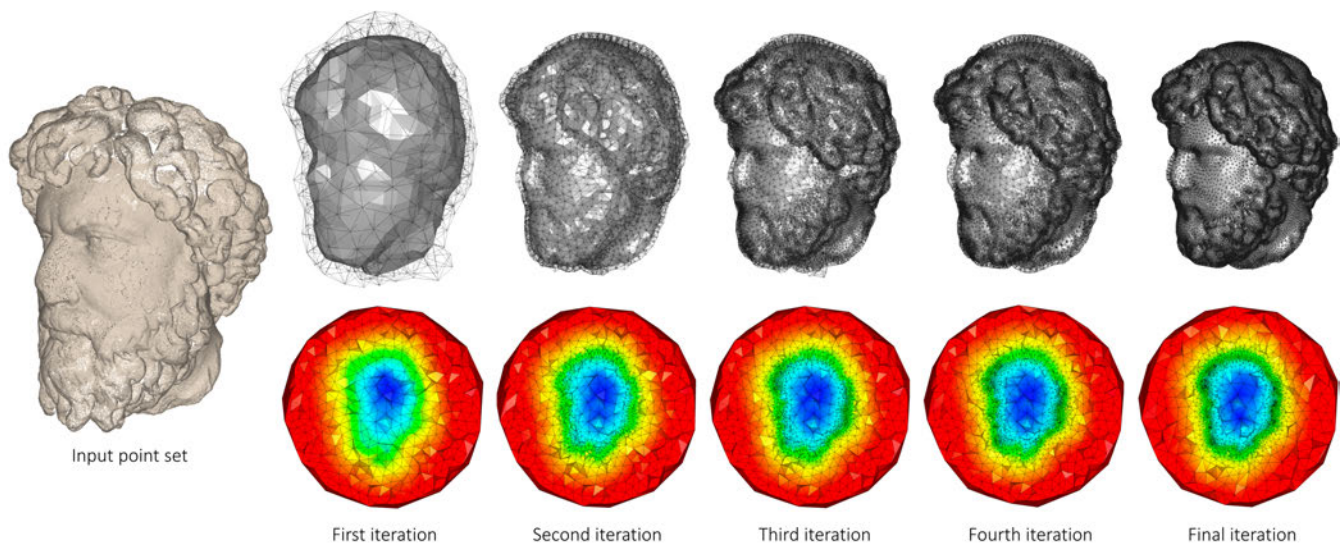 Input point set
First iteration
Second iteration
Third iteration
Fourth iteration
Final iteration